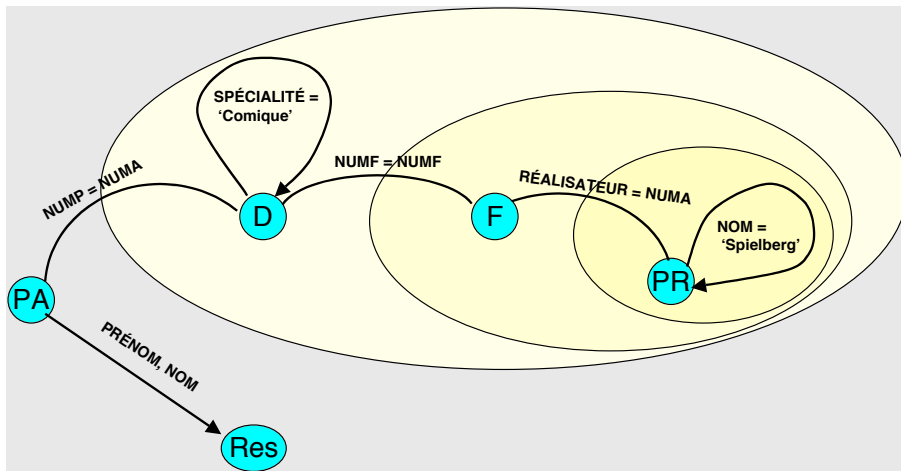 SPÉCIALITÉ =
‘Comique’
NUMP = NUMA
NUMF = NUMF
RÉALISATEUR = NUMA
NOM =
‘Spielberg’
D
F
PR
PA
PRÉNOM, NOM
Res